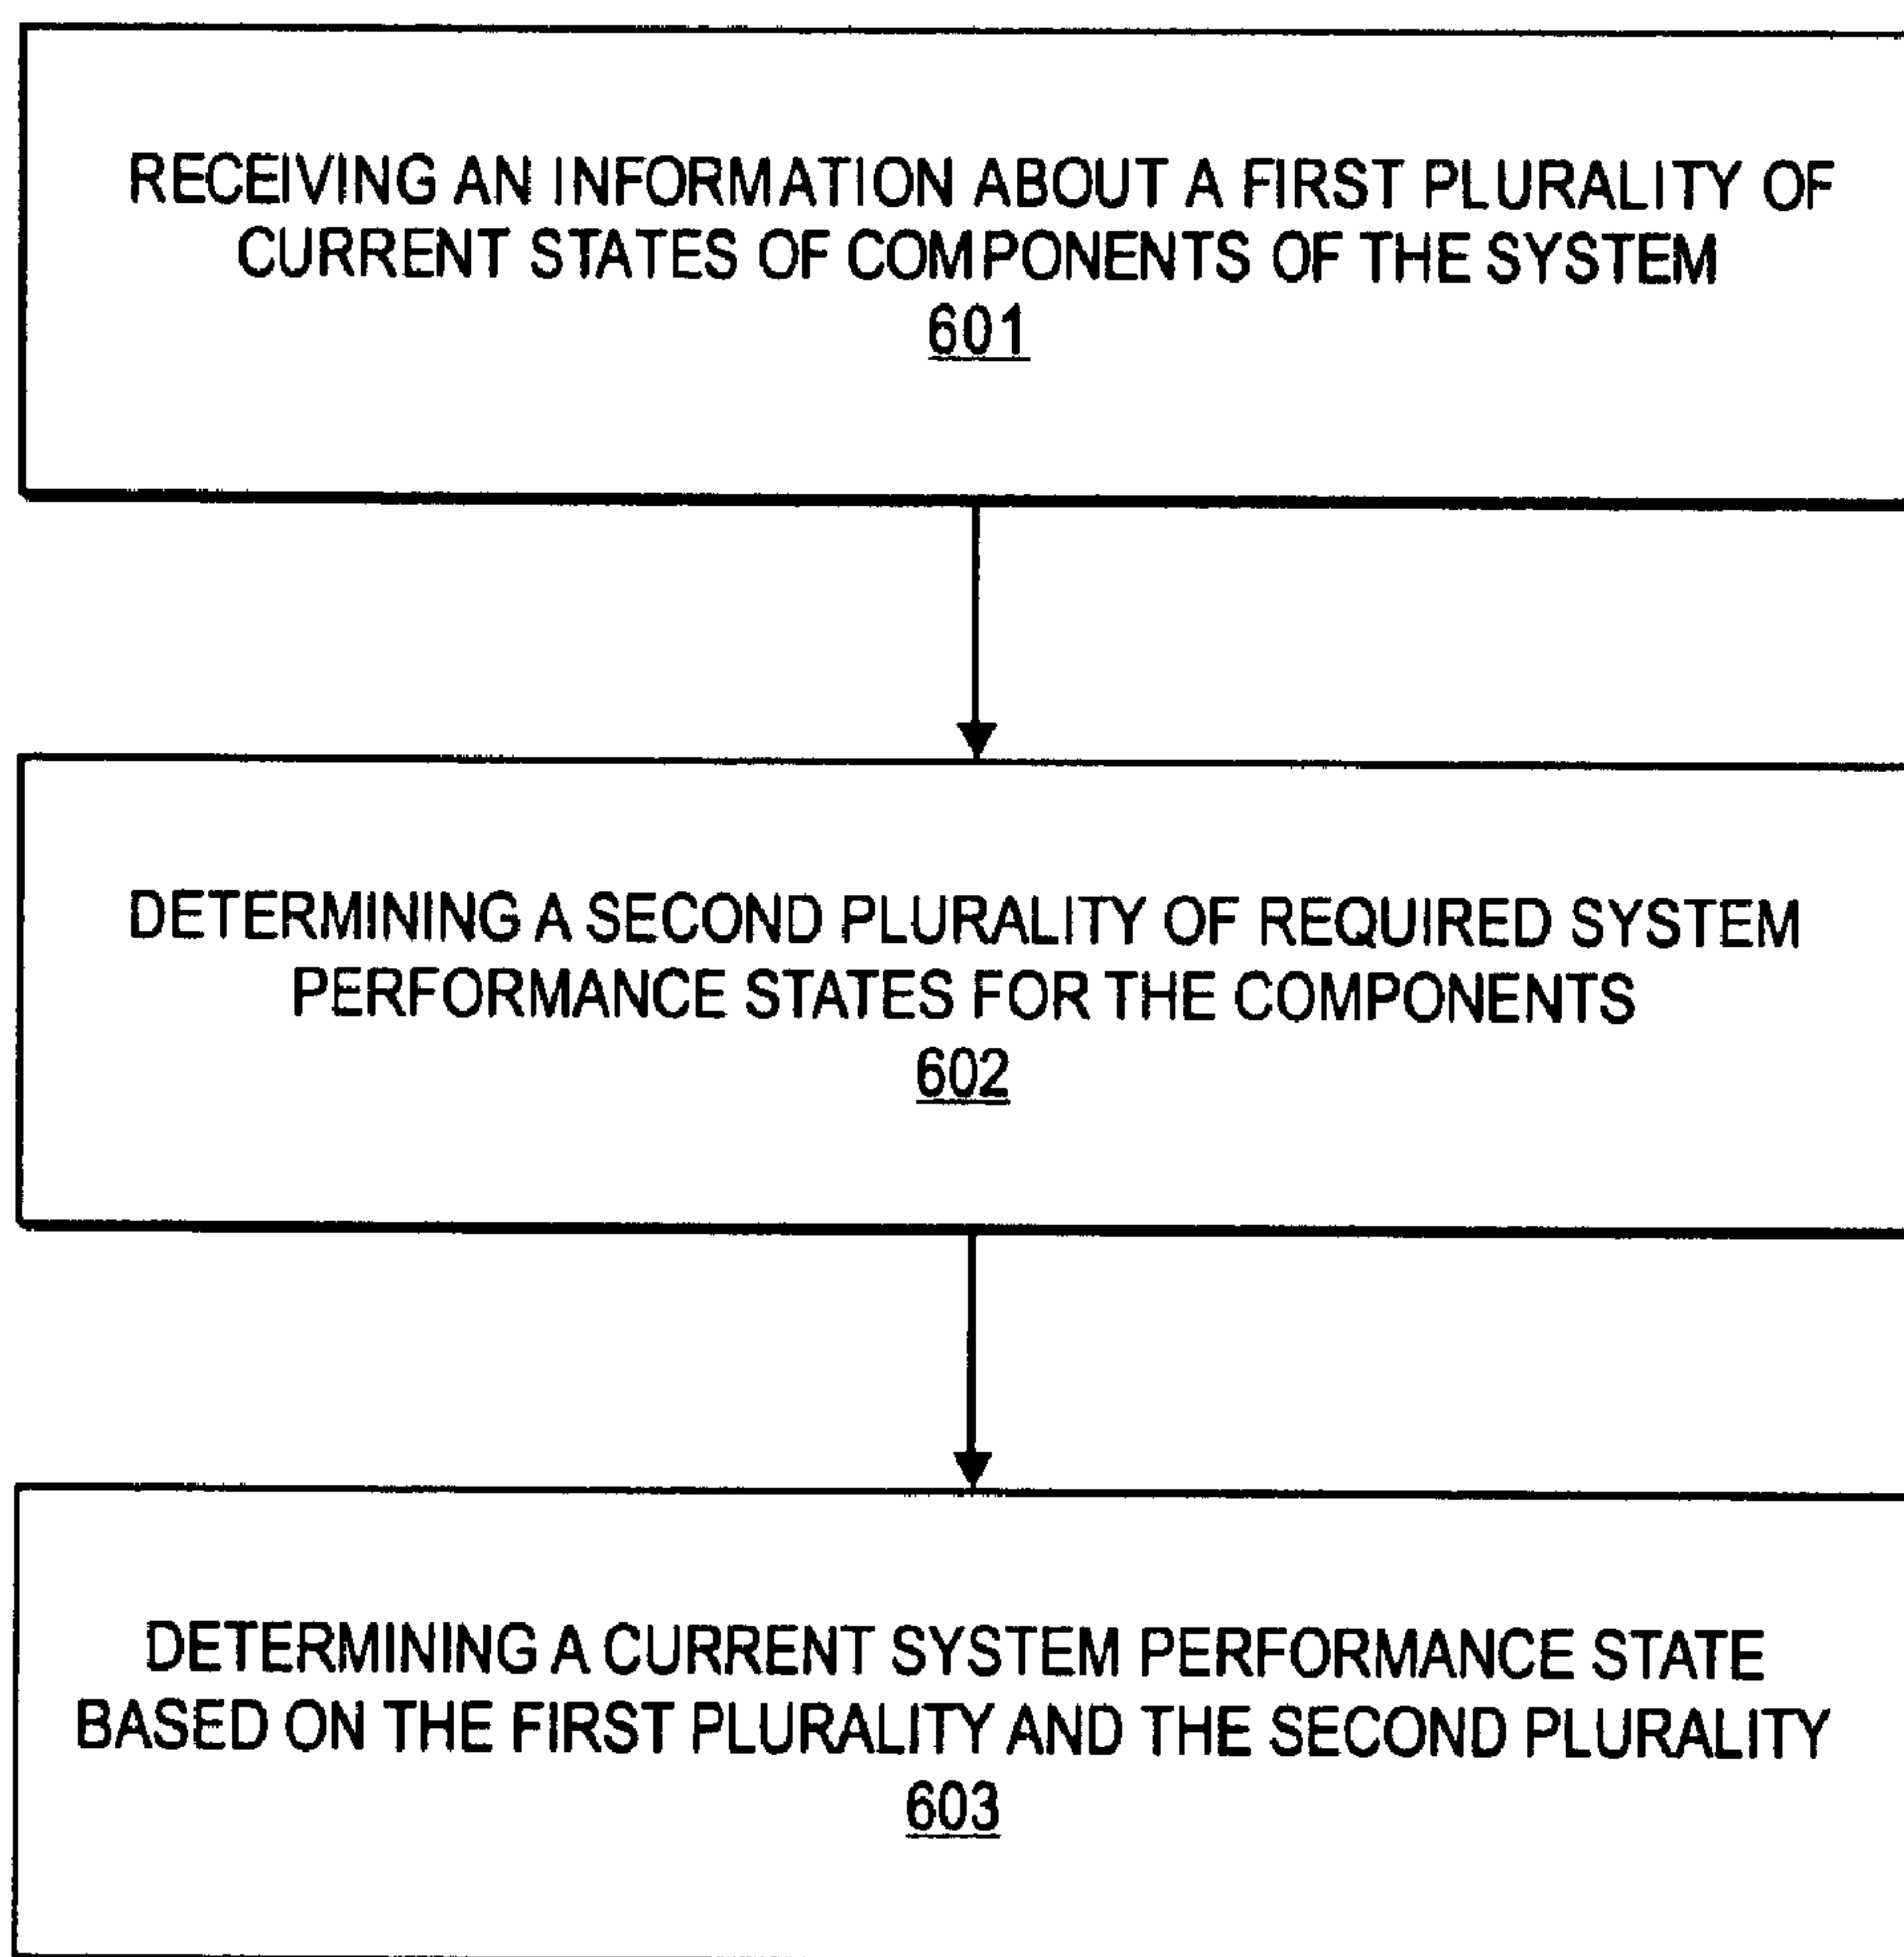 RECEIVING AN INFORMATION ABOUT A FIRST PLURALITY OF
CURRENT STATES OF COMPONENTS OF THE SYSTEM
601
DETERMINING A SECOND PLURALITY OF REQUIRED SYSTEM
PERFORMANCE STATES FOR THE COMPONENTS
602
DETERMINING A CURRENT SYSTEM PERFORMANCE STATE
BASED ON THE FIRST PLURALITY AND THE SECOND PLURALITY
603